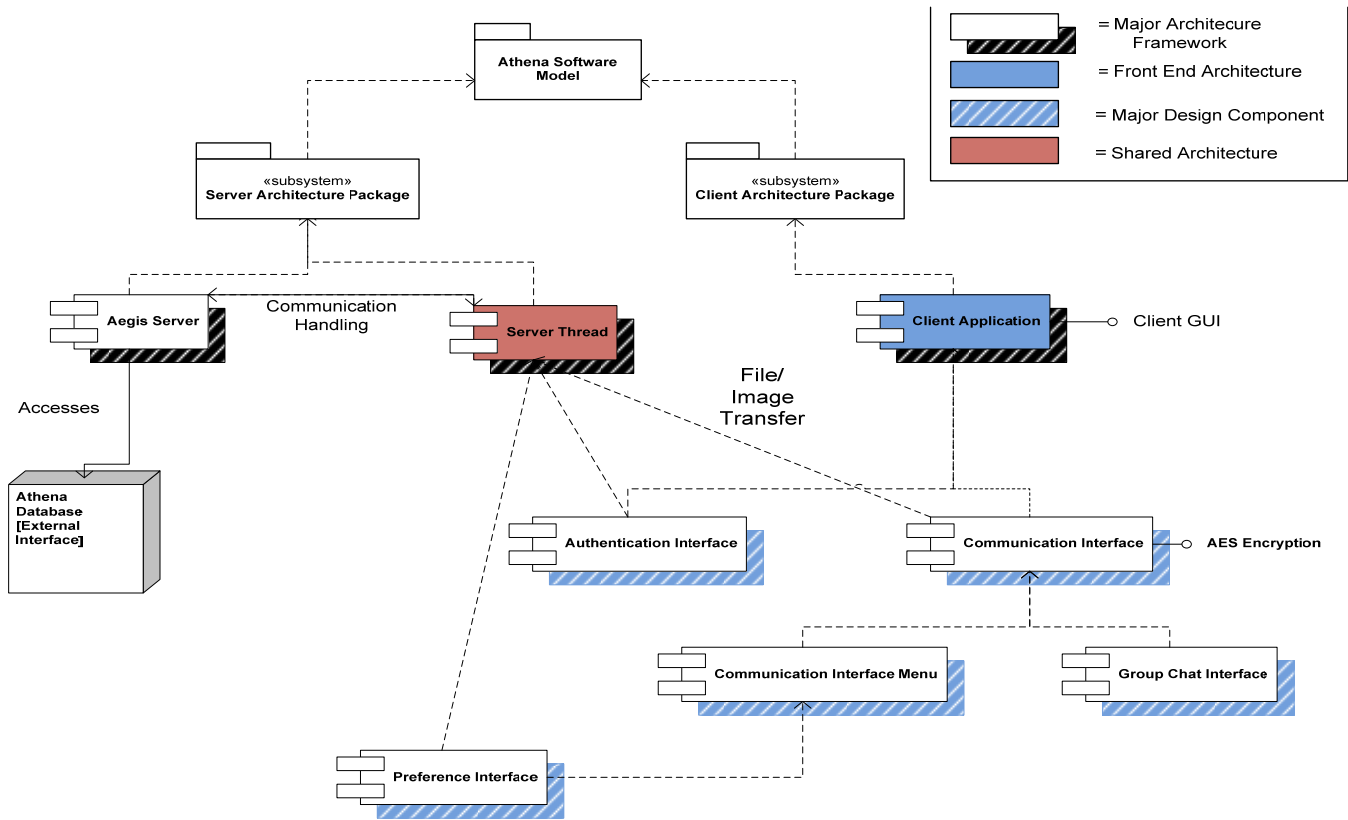 = Major Architecure
Framework
= Front End Architecture
= Major Design Component
= Shared Architecture
Athena Software
Model
«subsystem»
Server Architecture Package
«subsystem»
Client Architecture Package
Aegis Server
Communication
Handling
Server Thread
Client Application
Client GUI
Accesses
File/
Image
Transfer
Athena
Database
[External
Interface]
Authentication Interface
Communication Interface
AES Encryption
Communication Interface Menu
Group Chat Interface
Preference Interface